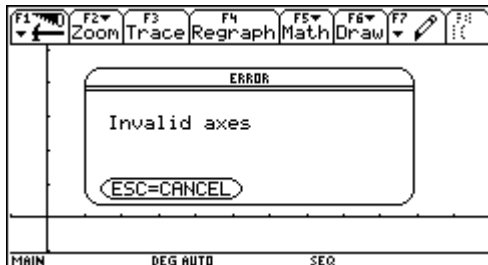 F1 F2 Zoom F3 Trace F4 Regraph F5 Math F6 Draw F7
ERROR
Invalid axes
ESC=CANCEL
MAIN DEG AUTO SEQ